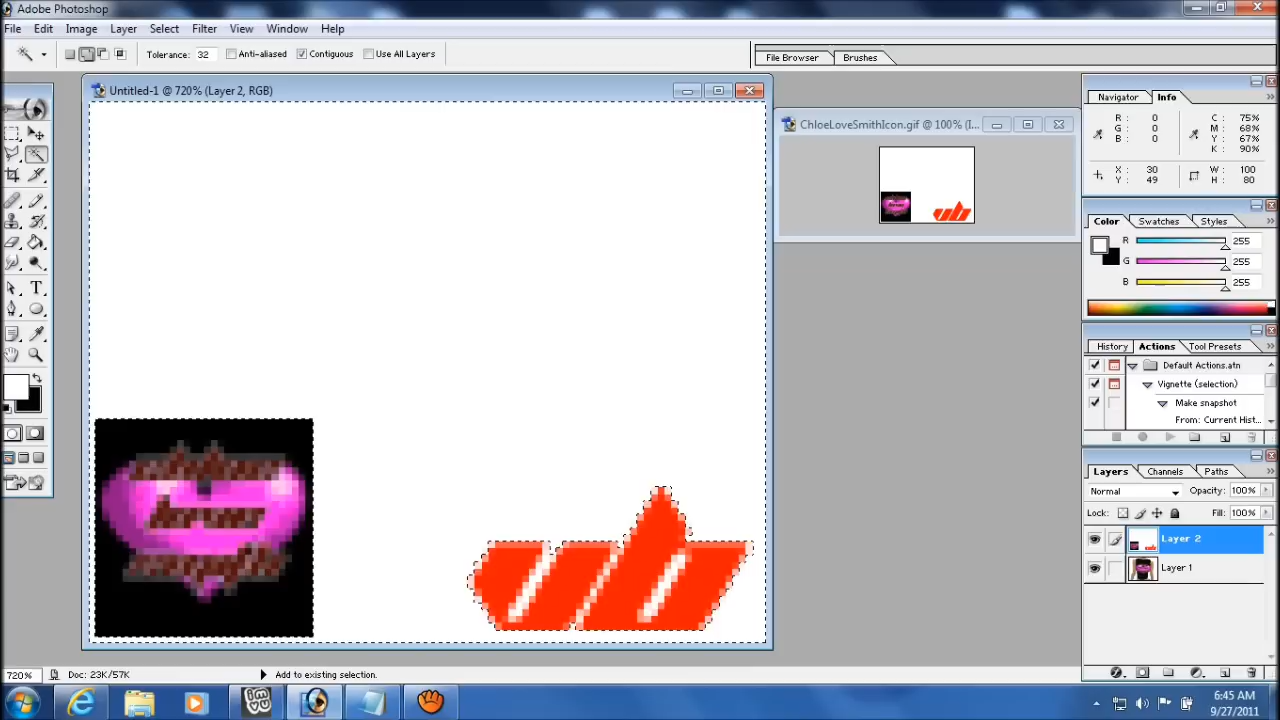 Adobe Photoshop
File Edit Image Layer Select Filter View Window Help
Tolerance: 32 Anti-aliased Contiguous Use All Layers
File Browser Brushes
Untitled-1 @ 720% (Layer 2, RGB)
ChloeLoveSmithIcon.gif @ 100% (I...
Navigator Info
R: 0 C: 75%
G: 0 M: 68%
B: 0 Y: 67%
K: 90%
X: 30 W: 100
Y: 49 H: 80
Color Swatches Styles
R 255
G 255
B 255
History Actions Tool Presets
Default Actions.atn
Vignette (selection)
Make snapshot
From: Current Hist...
Layers Channels Paths
Normal Opacity: 100%
Lock: Fill: 100%
Layer 2
Layer 1
720% Doc: 23K/57K Add to existing selection.
imvu
6:45 AM
9/27/2011